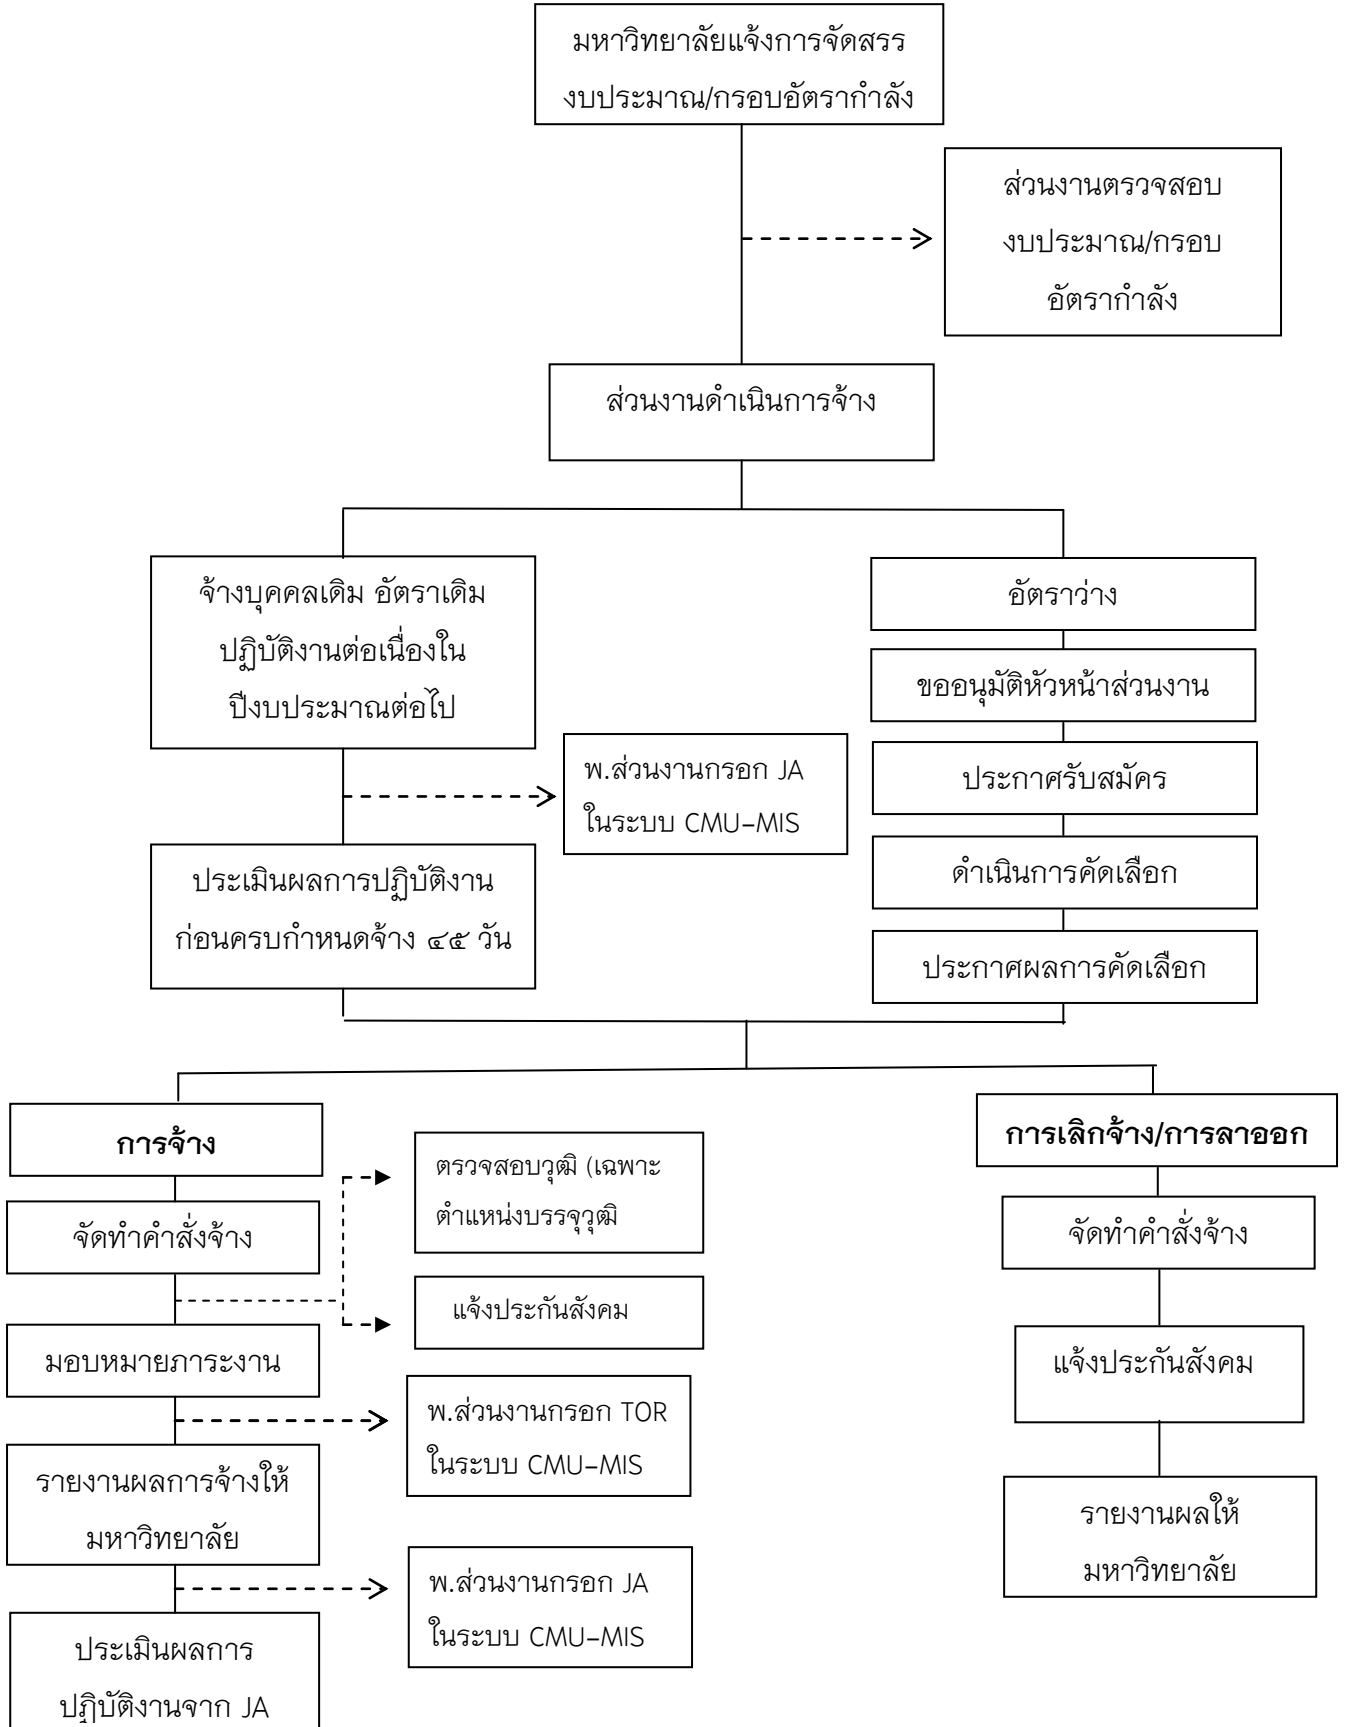 มหาวิทยาลัยแจ้งการจัดสรร
งบประมาณ/กรอบอัตรากำลัง
ส่วนงานตรวจสอบ
งบประมาณ/กรอบ
อัตรากำลัง
ส่วนงานดำเนินการจ้าง
จ้างบุคคลเดิม อัตราเดิม
ปฏิบัติงานต่อเนื่องใน
ปีงบประมาณต่อไป
พ.ส่วนงานกรอก JA
ในระบบ CMU-MIS
ประเมินผลการปฏิบัติงาน
ก่อนครบกำหนดจ้าง ๔๕ วัน
อัตราว่าง
ขออนุมัติหัวหน้าส่วนงาน
ประกาศรับสมัคร
ดำเนินการคัดเลือก
ประกาศผลการคัดเลือก
การจ้าง
จัดทำคำสั่งจ้าง
ตรวจสอบวุฒิ (เฉพาะ
ตำแหน่งบรรจุวุฒิ
แจ้งประกันสังคม
มอบหมายภาระงาน
พ.ส่วนงานกรอก TOR
ในระบบ CMU-MIS
รายงานผลการจ้างให้
มหาวิทยาลัย
พ.ส่วนงานกรอก JA
ในระบบ CMU-MIS
ประเมินผลการ
ปฏิบัติงานจาก JA
การเลิกจ้าง/การลาออก
จัดทำคำสั่งจ้าง
แจ้งประกันสังคม
รายงานผลให้
มหาวิทยาลัย